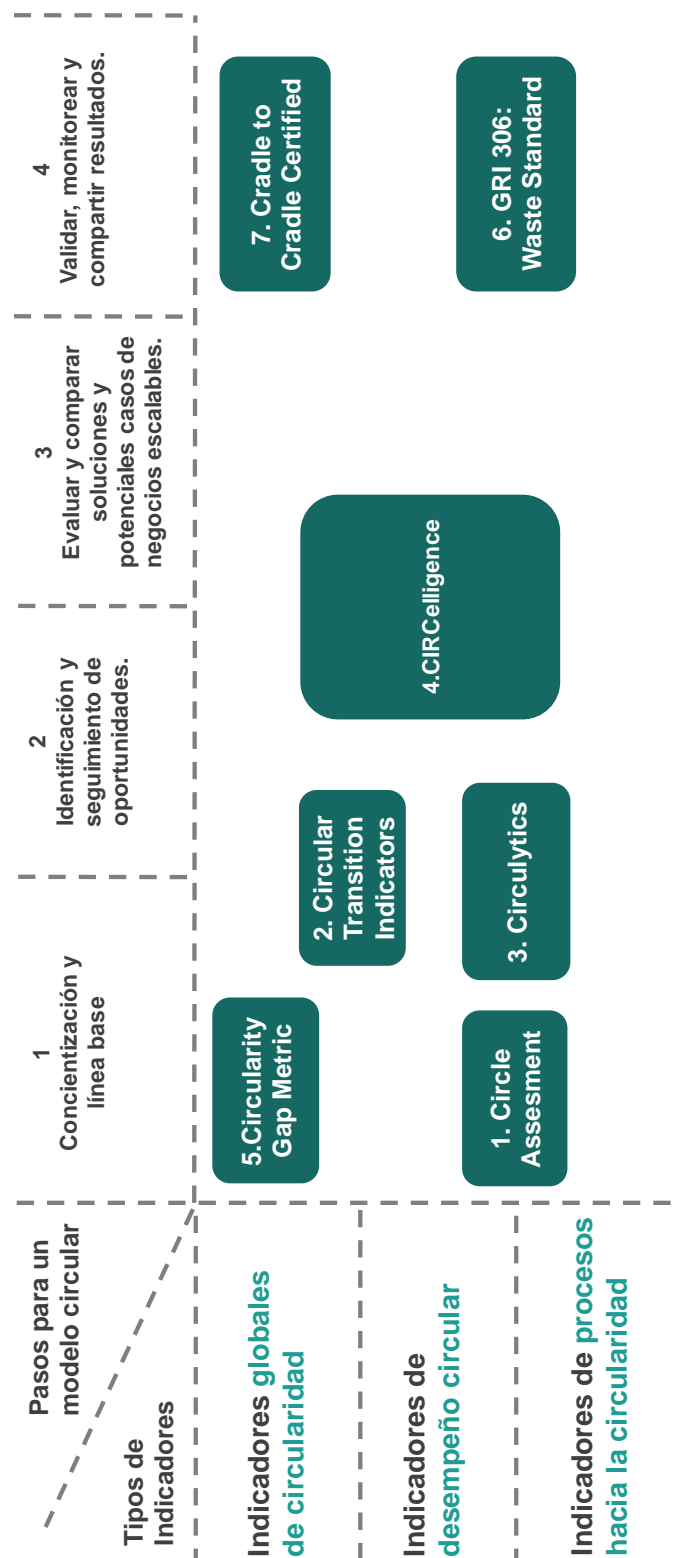 Pasos para un
modelo circular
Tipos de
Indicadores
1
Concientización y
línea base
2
Identificación y
seguimiento de
oportunidades.
3
Evaluar y comparar
soluciones y
potenciales casos de
negocios escalables.
4
Validar, monitorear y
compartir resultados.
Indicadores globales
de circularidad
5.Circularity
Gap Metric
7. Cradle to
Cradle Certified
2. Circular
Transition
Indicators
Indicadores de
desempeño circular
4.CIRCelligence
1. Circle
Assesment
3. Circulytics
6. GRI 306:
Waste Standard
Indicadores de procesos
hacia la circularidad